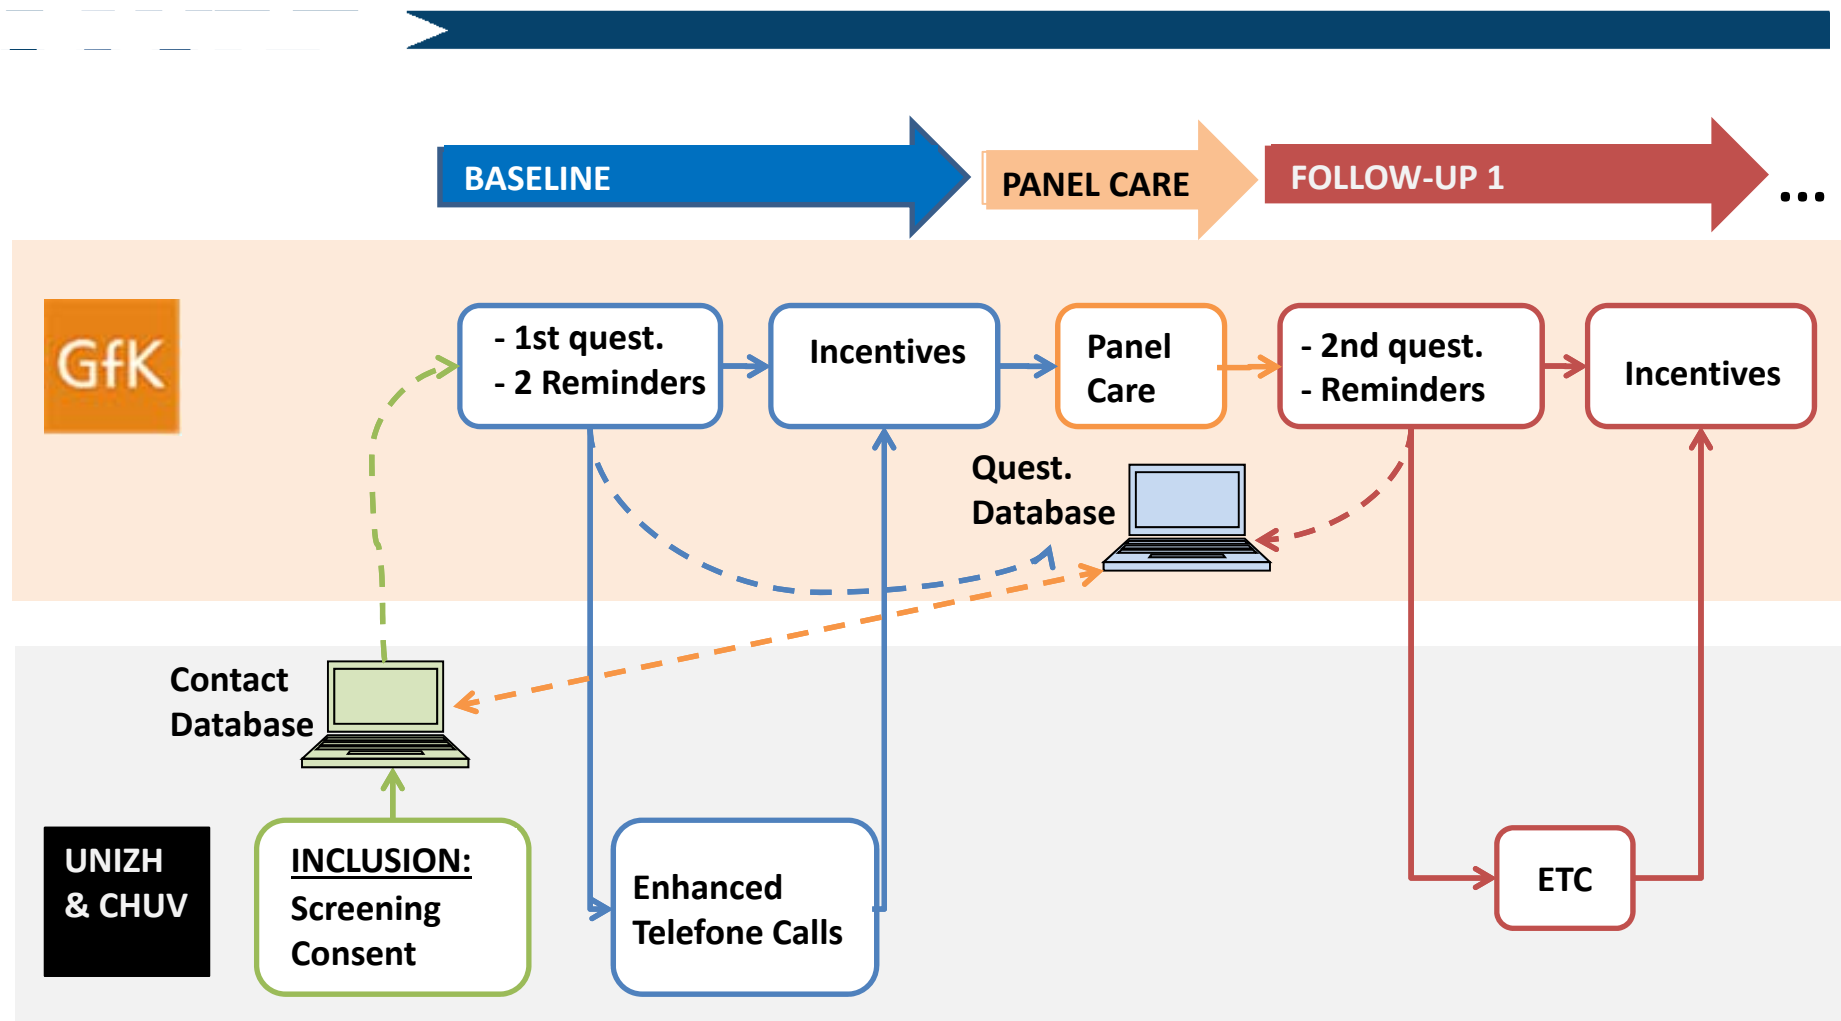 BASELINE
PANEL CARE
FOLLOW-UP 1
...
GfK
- 1st quest.
- 2 Reminders
Incentives
Panel
Care
- 2nd quest.
- Reminders
Incentives
Quest.
Database
Contact
Database
UNIZH
& CHUV
INCLUSION:
Screening
Consent
Enhanced
Telefone Calls
ETC